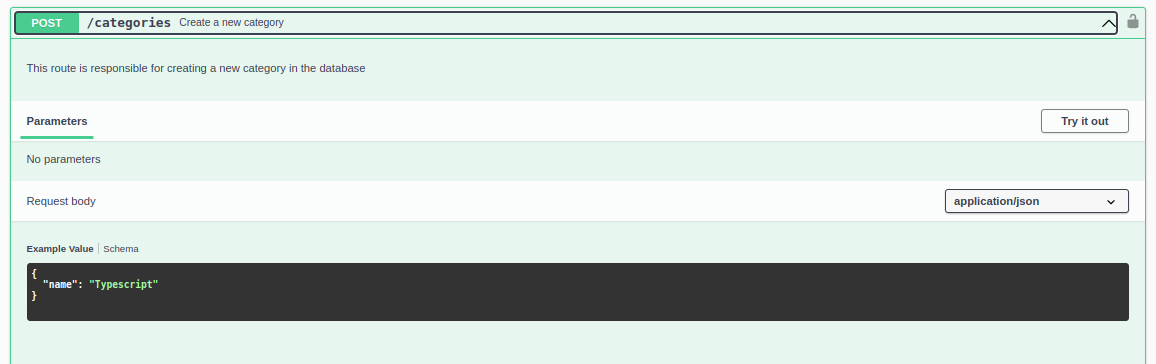 POST /categories Create a new category
This route is responsible for creating a new category in the database
Parameters Try it out
No parameters
Request body application/json
Example Value Schema
{
"name": "Typescript"
}